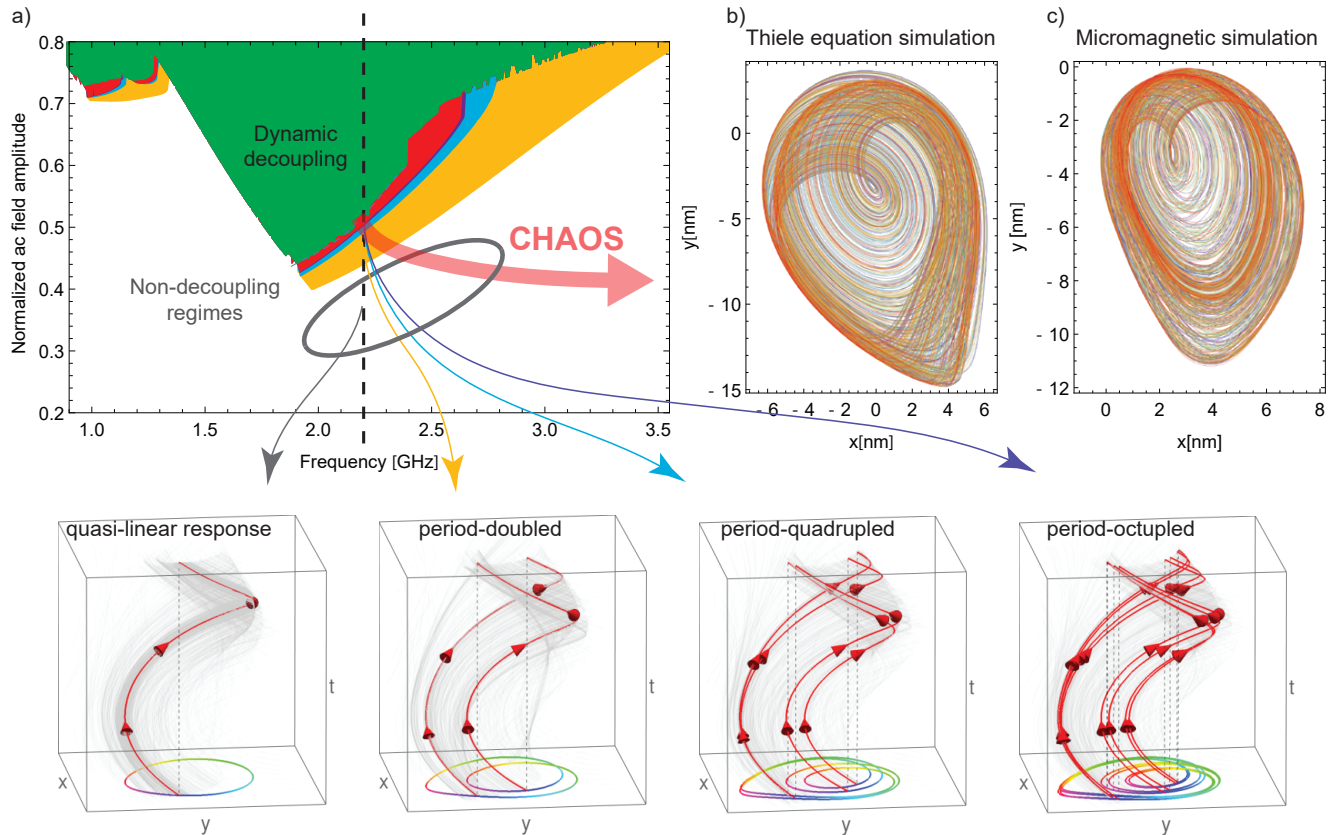 a)
b)
c)
Thiele equation simulation
Micromagnetic simulation
Normalized ac field amplitude
0.8
0.7
0.6
0.5
0.4
0.3
0.2
Dynamic
decoupling
CHAOS
Non-decoupling
regimes
1.0
1.5
2.0
2.5
3.0
3.5
Frequency [GHz]
y[nm]
0
- 5
- 10
- 15
- 6
- 4
- 2
0
2
4
6
x[nm]
y [nm]
0
- 2
- 4
- 6
- 8
- 10
- 12
0
2
4
6
8
x[nm]
quasi-linear response
period-doubled
period-quadrupled
period-octupled
t
x
y
t
x
y
t
x
y
t
x
y